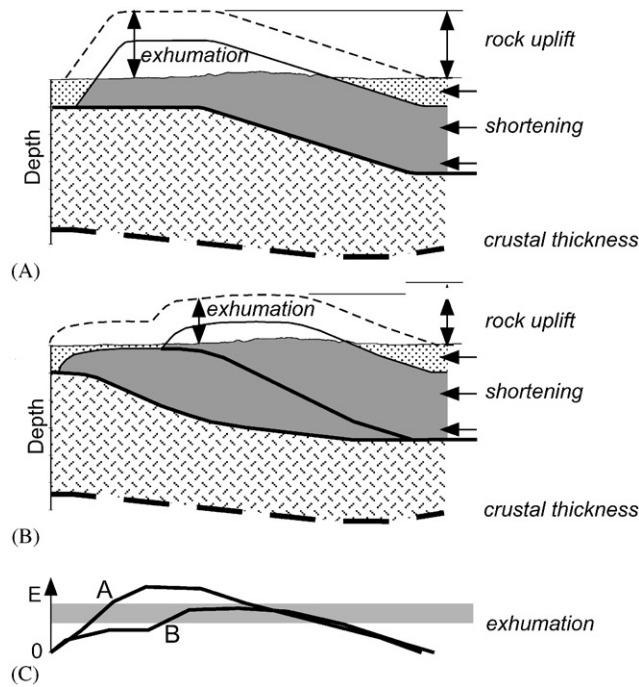 exhumation
rock uplift
shortening
Depth
crustal thickness
(A)
exhumation
rock uplift
shortening
Depth
crustal thickness
(B)
E
A
B
exhumation
0
(C)